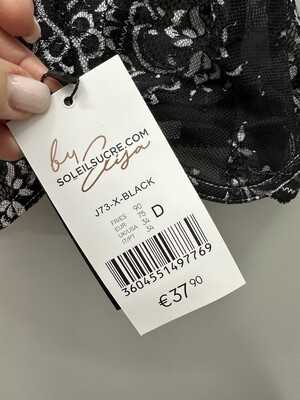 by
SOLEILSUCRE.COM
Elisa
J73-X-BLACK
FR/ES 90
EUR 75
UK/USA 34
IT/PT 34
D
3604551497769
€37.90